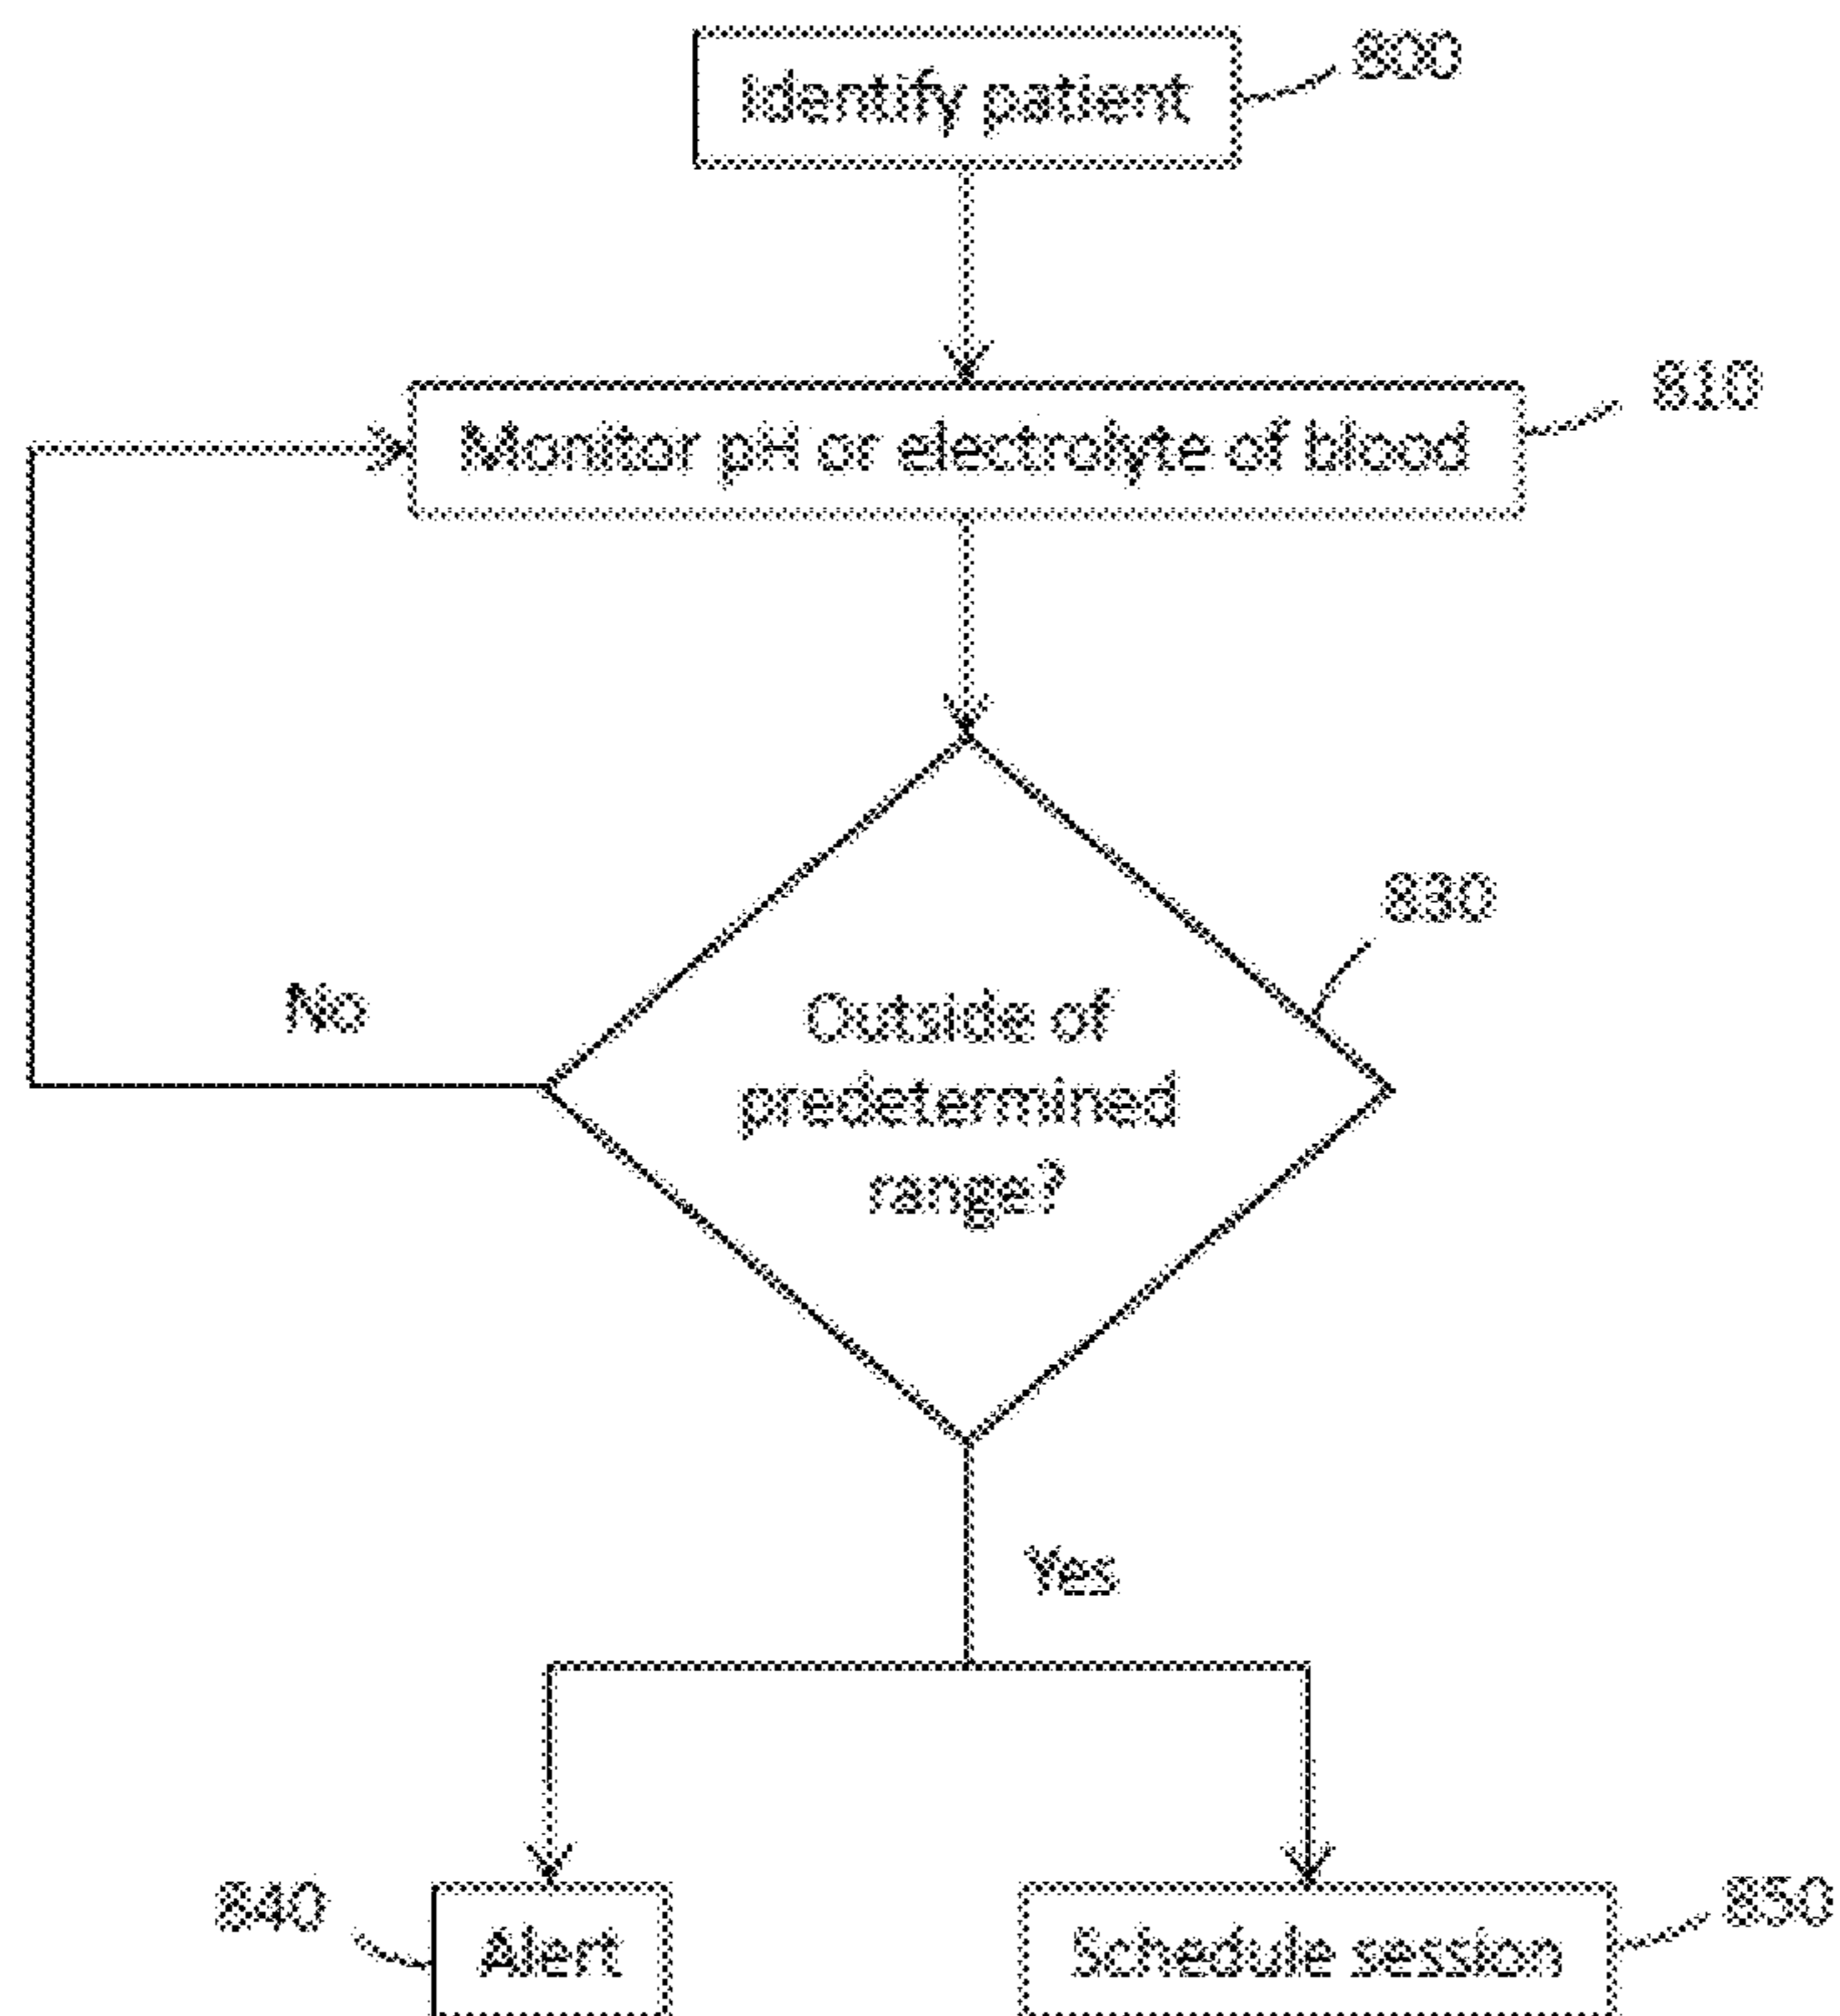 Identify patient
800
Monitor pH or electrolyte of blood
810
830
No
Outside of
predetermined
range?
Yes
840
Alert
Schedule session
850